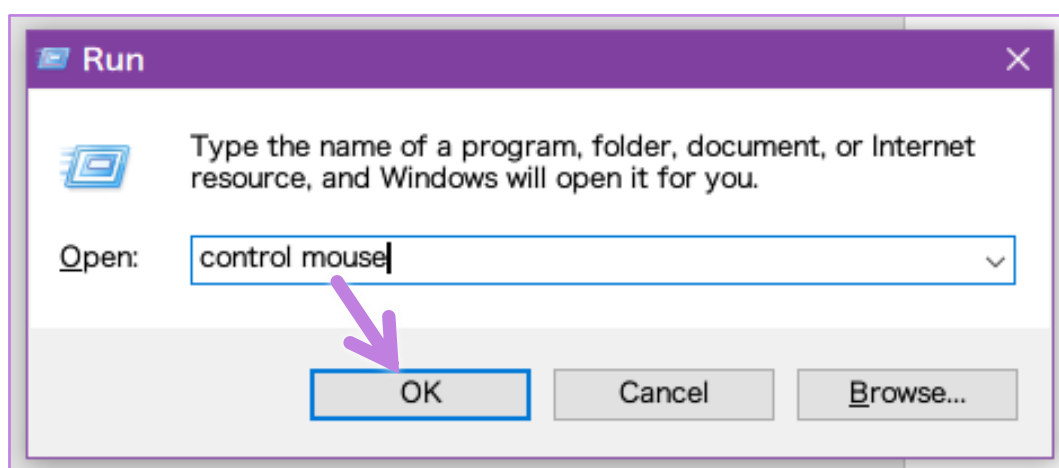 Run
Type the name of a program, folder, document, or Internet
resource, and Windows will open it for you.
Open: control mouse
OK Cancel Browse...